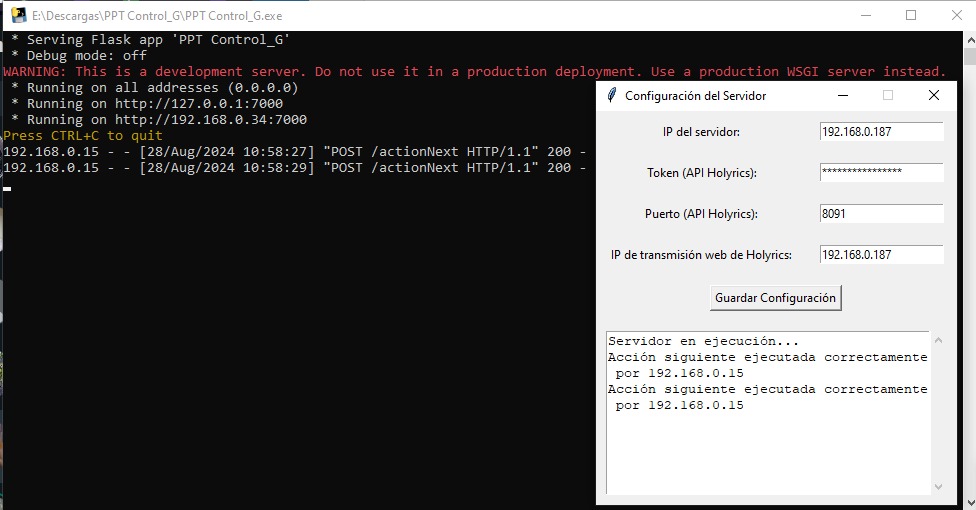 E:\Descargas\PPT Control_G\PPT Control_G.exe
* Serving Flask app 'PPT Control_G'
* Debug mode: off
WARNING: This is a development server. Do not use it in a production deployment. Use a production WSGI server instead.
* Running on all addresses (0.0.0.0)
* Running on http://127.0.0.1:7000
* Running on http://192.168.0.34:7000
Press CTRL+C to quit
192.168.0.15 - - [28/Aug/2024 10:58:27] "POST /actionNext HTTP/1.1" 200 -
192.168.0.15 - - [28/Aug/2024 10:58:29] "POST /actionNext HTTP/1.1" 200 -
Configuración del Servidor
IP del servidor: 192.168.0.187
Token (API Holyrics): ****************
Puerto (API Holyrics): 8091
IP de transmisión web de Holyrics: 192.168.0.187
Guardar Configuración
Servidor en ejecución...
Acción siguiente ejecutada correctamente
por 192.168.0.15
Acción siguiente ejecutada correctamente
por 192.168.0.15